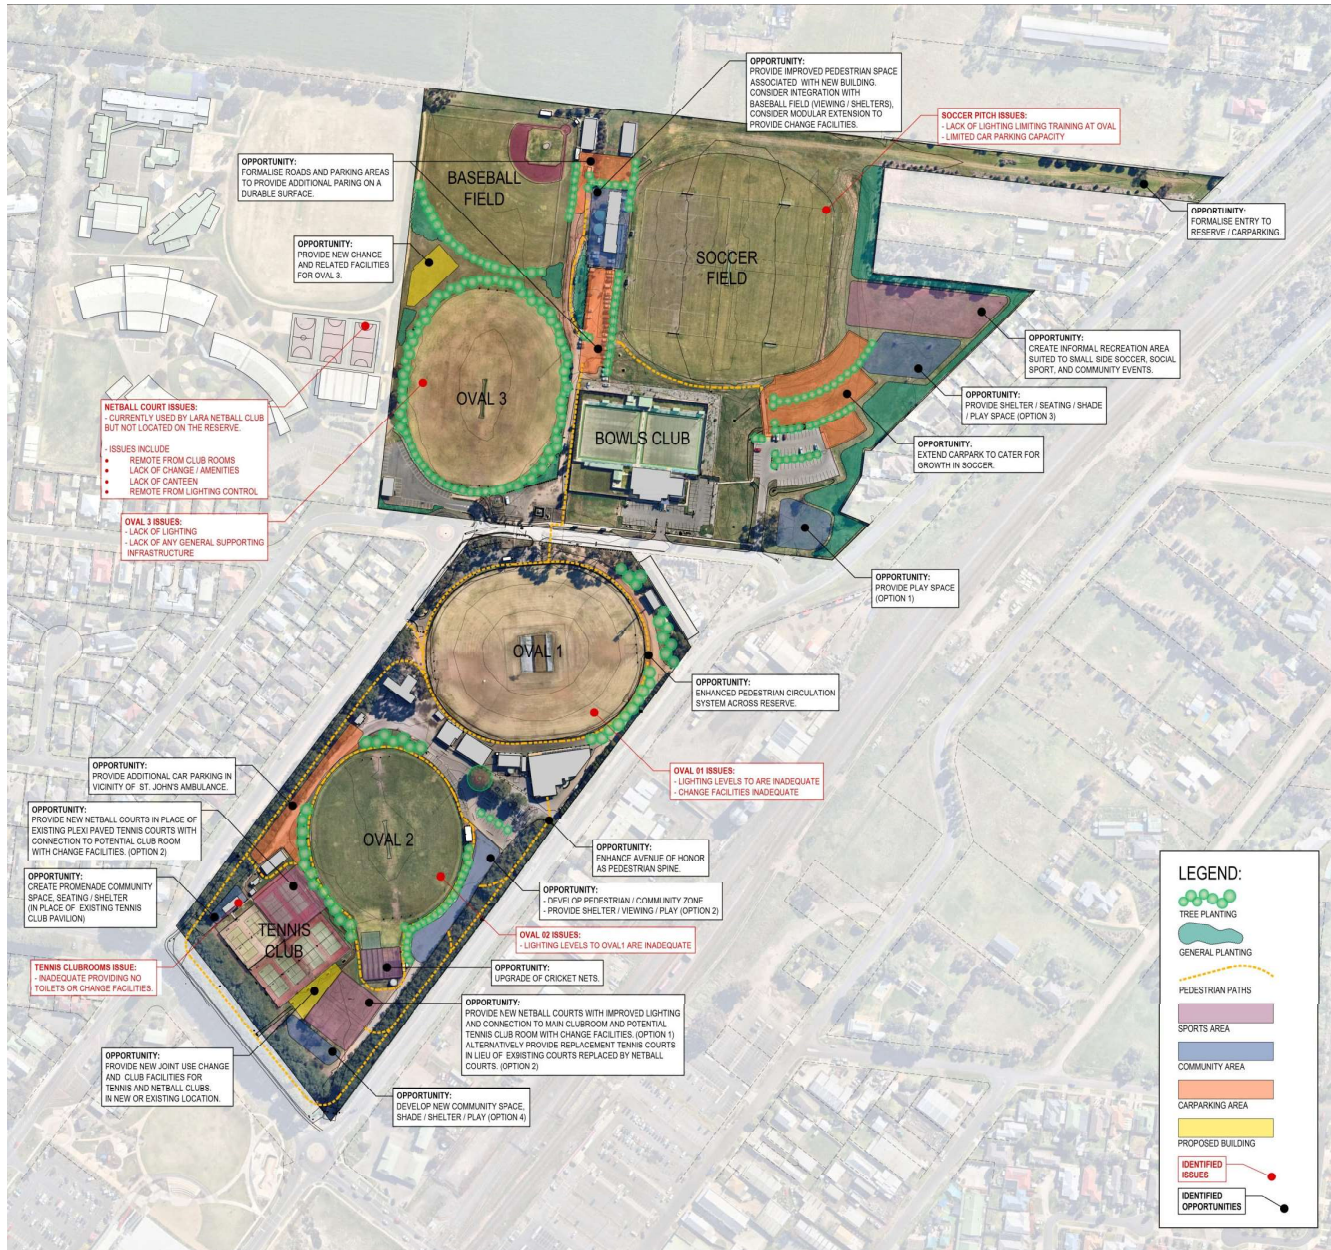 OPPORTUNITY:
PROVIDE IMPROVED PEDESTRIAN SPACE
ASSOCIATED WITH NEW BUILDING.
CONSIDER INTEGRATION WITH
BASEBALL FIELD (VIEWING / SHELTERS),
CONSIDER MODULAR EXTENSION TO
PROVIDE CHANGE FACILITIES.
SOCCER PITCH ISSUES:
- LACK OF LIGHTING LIMITING TRAINING AT OVAL
- LIMITED CAR PARKING CAPACITY
OPPORTUNITY:
FORMALISE ROADS AND PARKING AREAS
TO PROVIDE ADDITIONAL PARING ON A
DURABLE SURFACE.
BASEBALL
FIELD
OPPORTUNITY:
FORMALISE ENTRY TO
RESERVE / CARPARKING.
OPPORTUNITY:
PROVIDE NEW CHANGE
AND RELATED FACILITIES
FOR OVAL 3.
SOCCER
FIELD
OPPORTUNITY:
CREATE INFORMAL RECREATION AREA
SUITED TO SMALL SIDE SOCCER, SOCIAL
SPORT, AND COMMUNITY EVENTS.
OVAL 3
OPPORTUNITY:
PROVIDE SHELTER / SEATING / SHADE
/ PLAY SPACE (OPTION 3)
NETBALL COURT ISSUES:
- CURRENTLY USED BY LARA NETBALL CLUB
BUT NOT LOCATED ON THE RESERVE.
- ISSUES INCLUDE
• REMOTE FROM CLUB ROOMS
• LACK OF CHANGE / AMENITIES
• LACK OF CANTEEN
• REMOTE FROM LIGHTING CONTROL
BOWLS CLUB
OPPORTUNITY.
EXTEND CARPARK TO CATER FOR
GROWTH IN SOCCER.
OVAL 3 ISSUES:
- LACK OF LIGHTING
- LACK OF ANY GENERAL SUPPORTING
INFRASTRUCTURE
OPPORTUNITY:
PROVIDE PLAY SPACE
(OPTION 1)
OVAL 1
OPPORTUNITY:
ENHANCED PEDESTRIAN CIRCULATION
SYSTEM ACROSS RESERVE.
OPPORTUNITY:
PROVIDE ADDITIONAL CAR PARKING IN
VICINITY OF ST. JOHN'S AMBULANCE.
OVAL 01 ISSUES:
- LIGHTING LEVELS TO ARE INADEQUATE
- CHANGE FACILITIES INADEQUATE
OPPORTUNITY:
PROVIDE NEW NETBALL COURTS IN PLACE OF
EXISTING PLEXI PAVED TENNIS COURTS WITH
CONNECTION TO POTENTIAL CLUB ROOM
WITH CHANGE FACILITIES. (OPTION 2)
OVAL 2
OPPORTUNITY:
ENHANCE AVENUE OF HONOR
AS PEDESTRIAN SPINE.
OPPORTUNITY:
CREATE PROMENADE COMMUNITY
SPACE, SEATING / SHELTER
(IN PLACE OF EXISTING TENNIS
CLUB PAVILION)
OPPORTUNITY:
- DEVELOP PEDESTRIAN / COMMUNITY ZONE
- PROVIDE SHELTER / VIEWING / PLAY (OPTION 2)
TENNIS
CLUB
OVAL 02 ISSUES:
- LIGHTING LEVELS TO OVAL1 ARE INADEQUATE
TENNIS CLUBROOMS ISSUE:
- INADEQUATE PROVIDING NO
TOILETS OR CHANGE FACILITIES.
OPPORTUNITY:
UPGRADE OF CRICKET NETS.
OPPORTUNITY:
PROVIDE NEW NETBALL COURTS WITH IMPROVED LIGHTING
AND CONNECTION TO MAIN CLUBROOM AND POTENTIAL
TENNIS CLUB ROOM WITH CHANGE FACILITIES. (OPTION 1)
ALTERNATIVELY PROVIDE REPLACEMENT TENNIS COURTS
IN LIEU OF EX9ISTING COURTS REPLACED BY NETBALL
COURTS. (OPTION 2)
OPPORTUNITY:
PROVIDE NEW JOINT USE CHANGE
AND CLUB FACILITIES FOR
TENNIS AND NETBALL CLUBS.
IN NEW OR EXISTING LOCATION.
OPPORTUNITY:
DEVELOP NEW COMMUNITY SPACE,
SHADE / SHELTER / PLAY (OPTION 4)
LEGEND:
TREE PLANTING
GENERAL PLANTING
PEDESTRIAN PATHS
SPORTS AREA
COMMUNITY AREA
CARPARKING AREA
PROPOSED BUILDING
IDENTIFIED
ISSUES
IDENTIFIED
OPPORTUNITIES